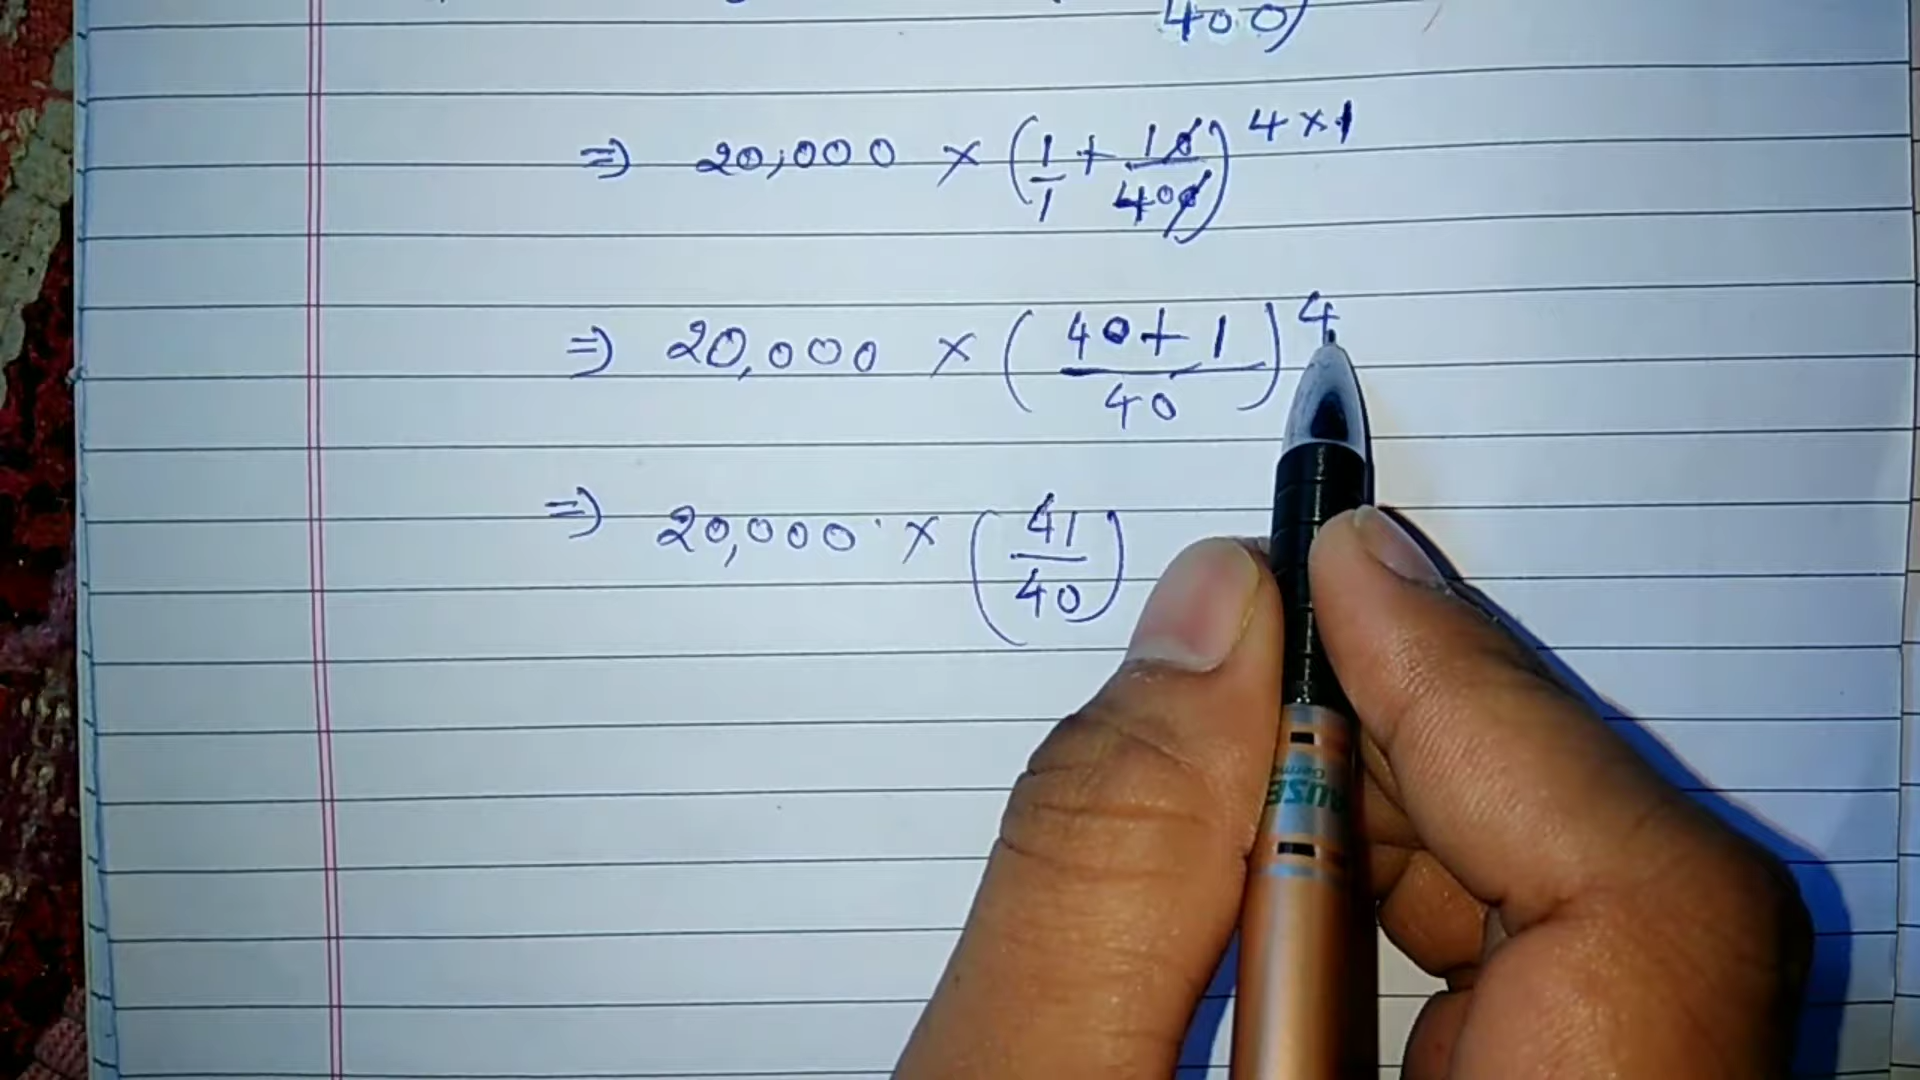 400)
=> 20,000 × (1/1 + 10/400)^4×1
=> 20,000 × (40+1/40)^4
=> 20,000 × (41/40)